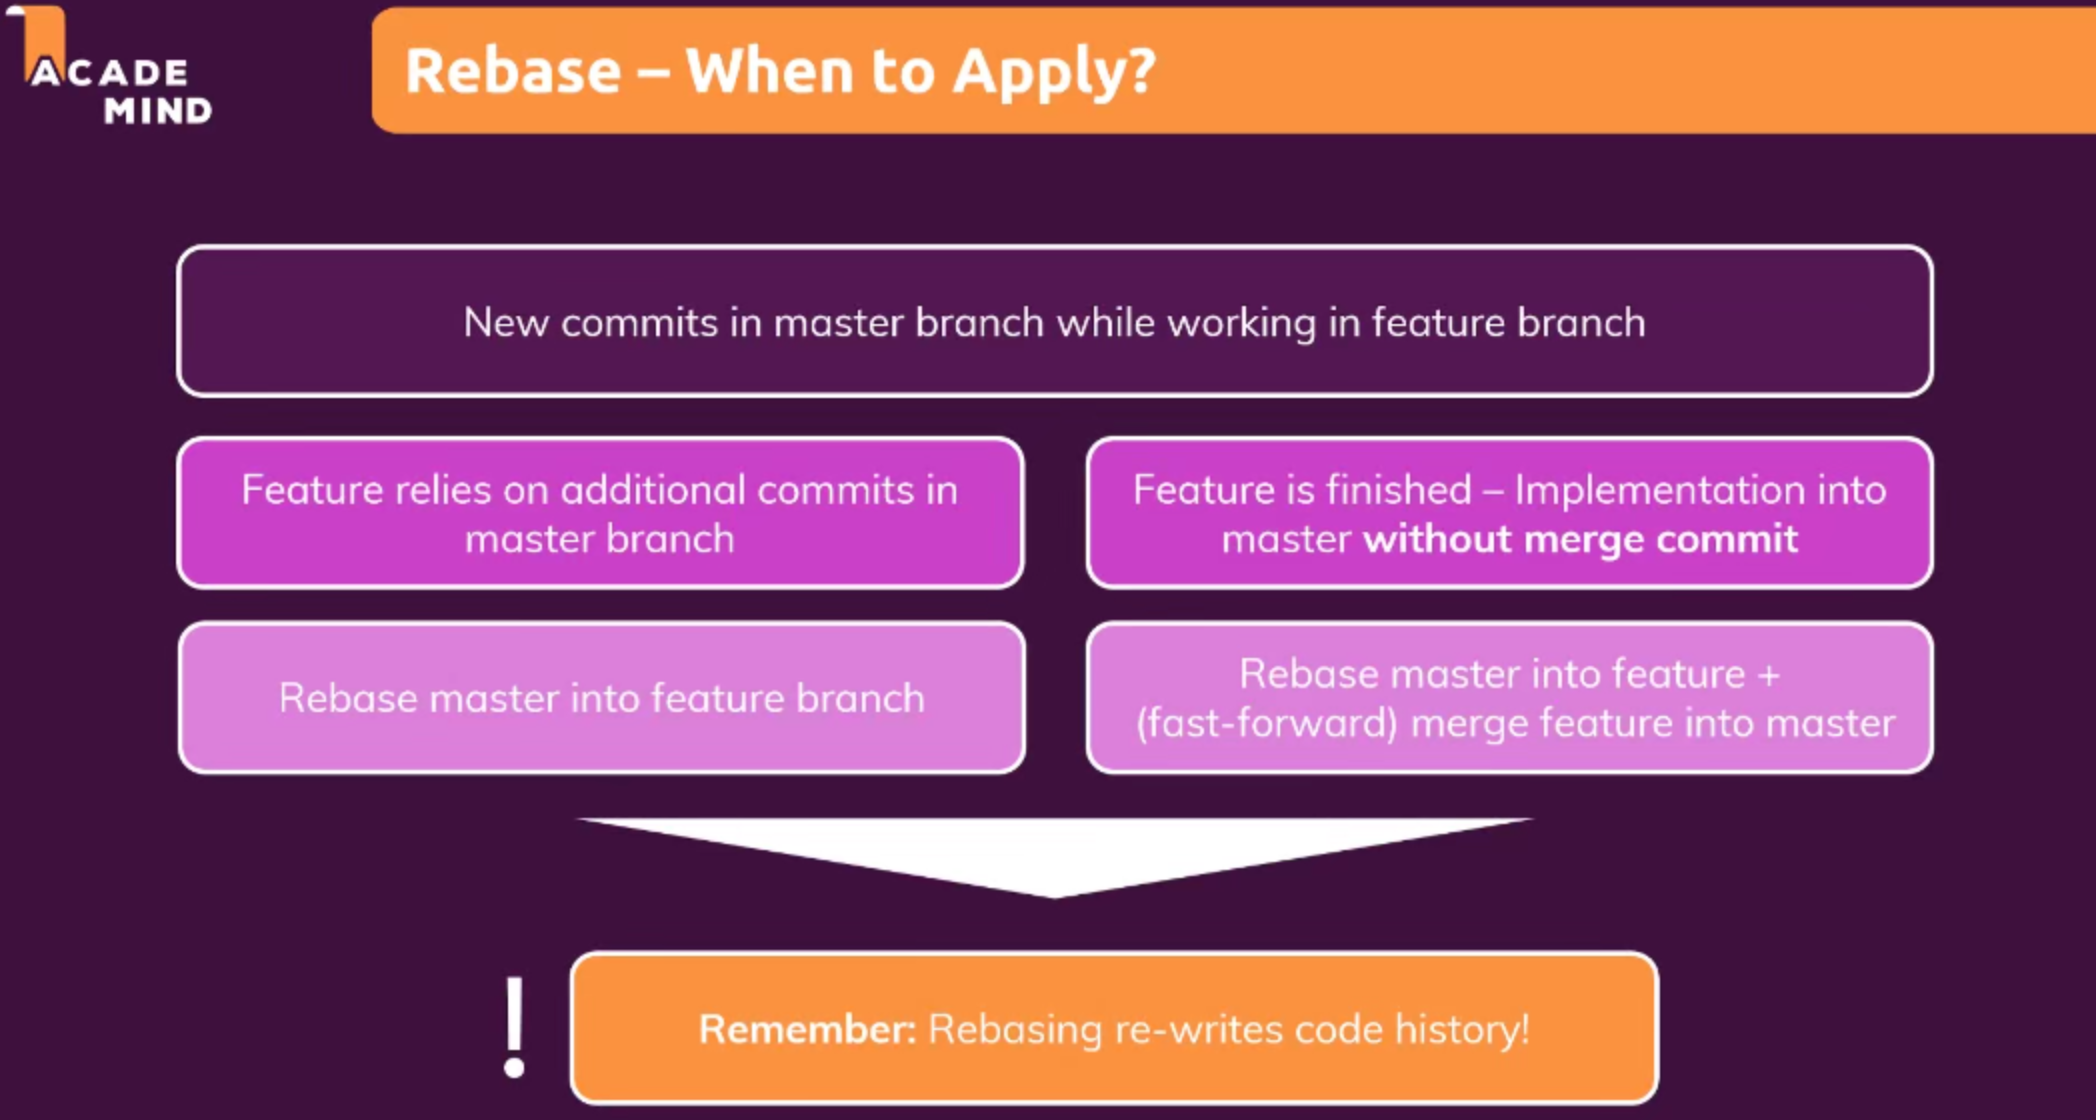 ACADE
MIND
Rebase – When to Apply?
New commits in master branch while working in feature branch
Feature relies on additional commits in
master branch
Feature is finished – Implementation into
master without merge commit
Rebase master into feature branch
Rebase master into feature +
(fast-forward) merge feature into master
!
Remember: Rebasing re-writes code history!